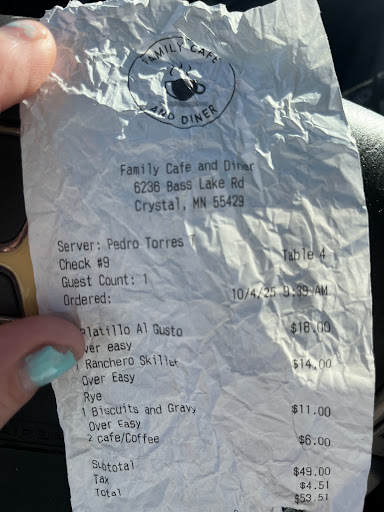 FAMILY CAFE
AND DINER
Family Cafe and Diner
6236 Bass Lake Rd
Crystal, MN 55429
Server: Pedro Torres T
Check #9 Table 4
Guest Count: 1
Ordered: 10/4/25 9:39 AM
Platillo Al Gusto $18.00
ver easy
1 Ranchero Skillet $14.00
Over Easy
Rye
1 Biscuits and Gravy $11.00
Over Easy
2 cafe/Coffee $6.00
Subtotal $49.00
Tax $4.51
Total $53.51